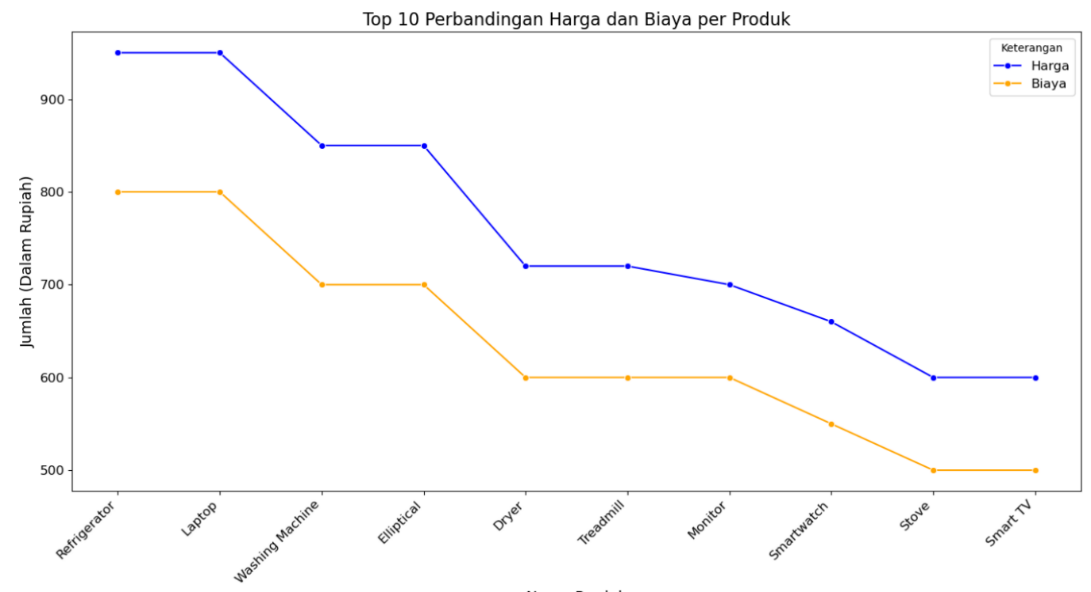 Top 10 Perbandingan Harga dan Biaya per Produk
Keterangan
Harga
Biaya
Jumlah (Dalam Rupiah)
900
800
700
600
500
Refrigerator
Laptop
Washing Machine
Elliptical
Dryer
Treadmill
Monitor
Smartwatch
Stove
Smart TV